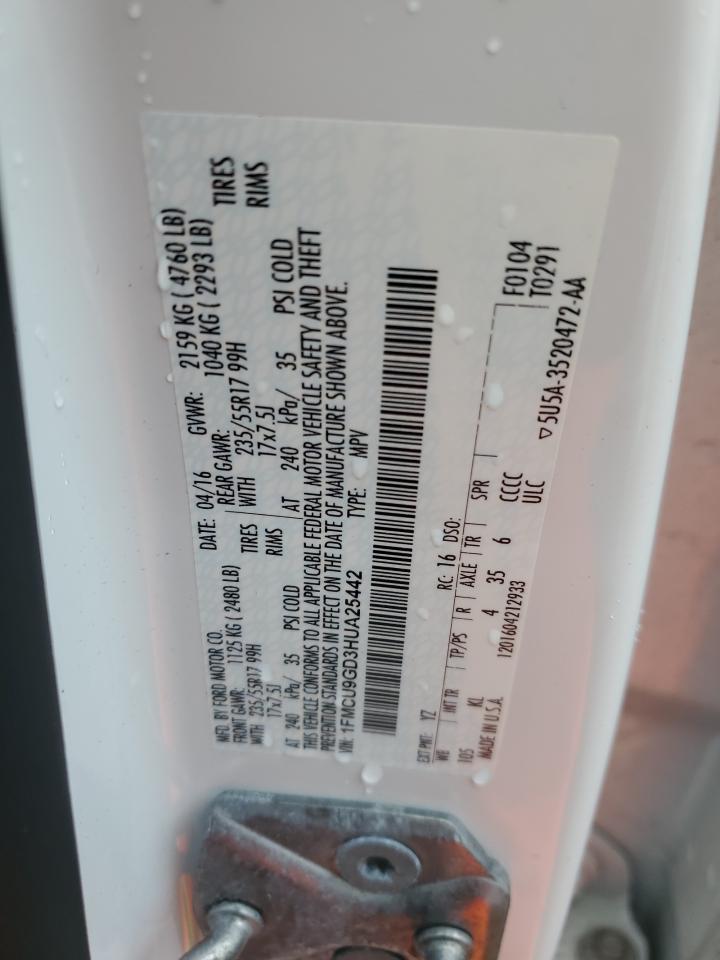 MFD. BY FORD MOTOR CO.
DATE: 04/16 GVWR: 2159 KG ( 4760 LB)
FRONT GAWR: 1125 KG ( 2480 LB) REAR GAWR: 1040 KG ( 2293 LB)
WITH 235/55R17 99H TIRES WITH 235/55R17 99H TIRES
17x7.5J RIMS 17x7.5J RIMS
AT 240 kPa/ 35 PSI COLD AT 240 kPa/ 35 PSI COLD
THIS VEHICLE CONFORMS TO ALL APPLICABLE FEDERAL MOTOR VEHICLE SAFETY AND THEFT
PREVENTION STANDARDS IN EFFECT ON THE DATE OF MANUFACTURE SHOWN ABOVE.
VIN: 1FMCU9GD3HUA25442 TYPE: MPV
EXT PNT: YZ RC: 16 DSO: F0104
WB INT TR TP/PS R AXLE TR SPR T0291
105 KL 4 35 6 CCCC
MADE IN U.S.A. 1201604212933 ULC
▽5U5A-3520472-AA